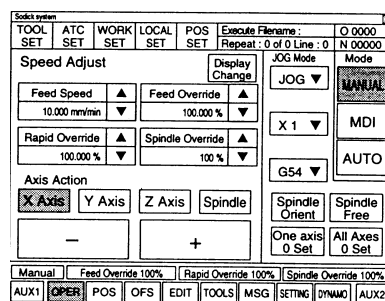 Sodick system
TOOL SET ATC SET WORK SET LOCAL SET POS SET Execute Filename : O 0000
Repeat : 0 of 0 Line : 0 N 00000
Speed Adjust
Display Change
JOG Mode
Mode
JOG ▼
MANUAL
Feed Speed ▲
10.000 mm/min ▼
Feed Override ▲
100.000 % ▼
X 1 ▼
MDI
Rapid Override ▲
100.000 % ▼
Spindle Override ▲
100 % ▼
G54 ▼
AUTO
Axis Action
X Axis Y Axis Z Axis Spindle
Spindle Orient
Spindle Free
− +
One axis 0 Set
All Axes 0 Set
Manual Feed Override 100% Rapid Override 100% Spindle Override 100%
AUX1 OPER POS OFS EDIT TOOLS MSG SETTING DYNAMO AUX2